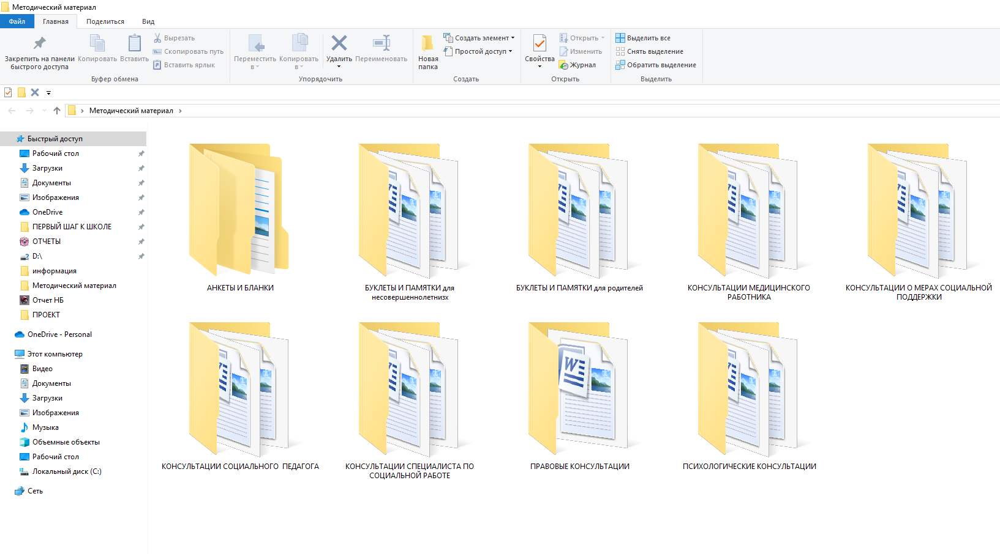 Методический материал
Файл
Главная
Поделиться
Вид
Закрепить на панели
быстрого доступа
Копировать
Вставить
Вырезать
Скопировать путь
Вставить ярлык
Буфер обмена
Переместить
в
Копировать
в
Удалить
Переименовать
Упорядочить
Новая
папка
Создать элемент
Простой доступ
Создать
Свойства
Открыть
Изменить
Журнал
Открыть
Выделить все
Снять выделение
Обратить выделение
Выделить
Методический материал
Быстрый доступ
Рабочий стол
Загрузки
Документы
Изображения
OneDrive
ПЕРВЫЙ ШАГ К ШКОЛЕ
ОТЧЕТЫ
D:\
информация
Методический материал
Отчет НБ
ПРОЕКТ
OneDrive - Personal
Этот компьютер
Видео
Документы
Загрузки
Изображения
Музыка
Объемные объекты
Рабочий стол
Локальный диск (C:)
Сеть
АНКЕТЫ И БЛАНКИ
БУКЛЕТЫ И ПАМЯТКИ для
несовершеннолетнизх
БУКЛЕТЫ И ПАМЯТКИ для родителей
КОНСУЛЬТАЦИИ МЕДИЦИНСКОГО
РАБОТНИКА
КОНСУЛЬТАЦИИ О МЕРАХ СОЦИАЛЬНОЙ
ПОДДЕРЖКИ
КОНСУЛЬТАЦИИ СОЦИАЛЬНОГО  ПЕДАГОГА
КОНСУЛЬТАЦИИ СПЕЦИАЛИСТА ПО
СОЦИАЛЬНОЙ РАБОТЕ
ПРАВОВЫЕ КОНСУЛЬТАЦИИ
ПСИХОЛОГИЧЕСКИЕ КОНСУЛЬТАЦИИ